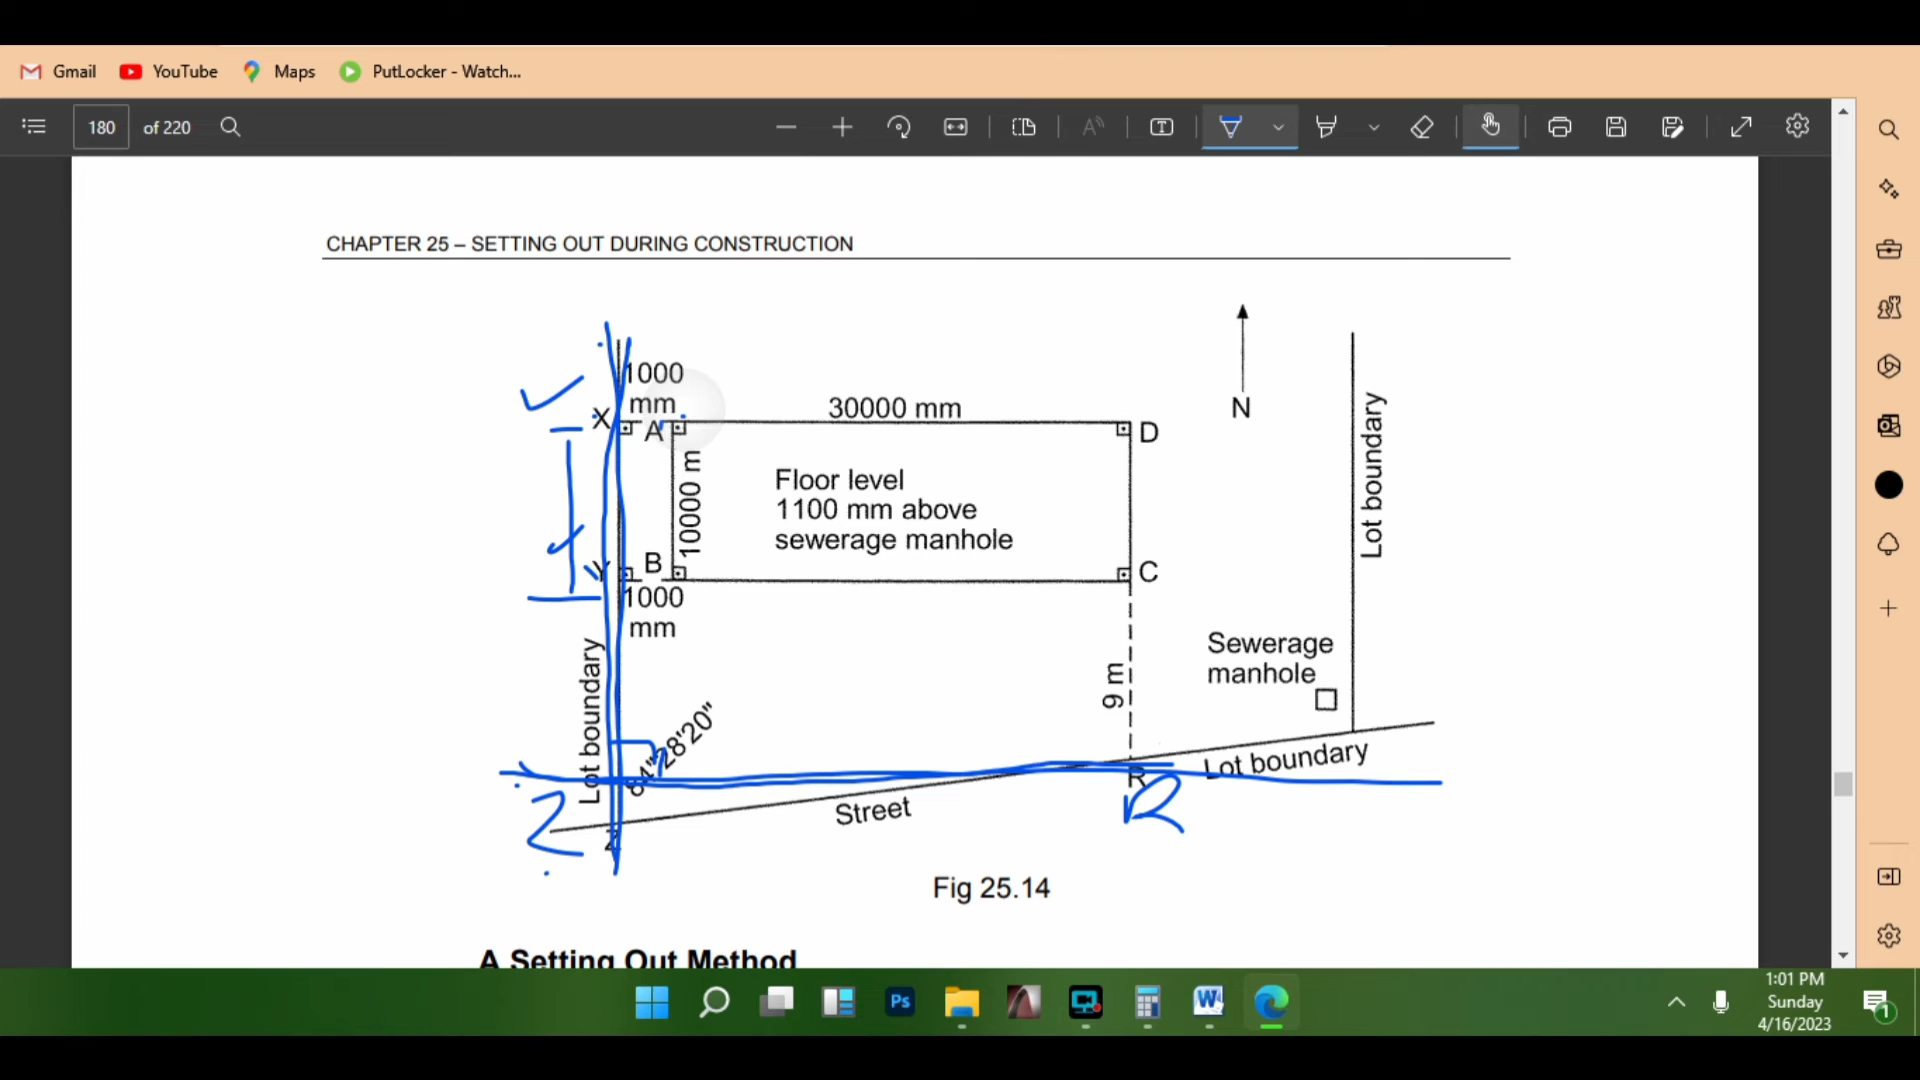 Gmail YouTube Maps PutLocker - Watch...
180 of 220
CHAPTER 25 – SETTING OUT DURING CONSTRUCTION
1000
mm
X A 30000 mm D
N
Lot boundary
10000 m
Floor level
1100 mm above
sewerage manhole
Y B C
1000
mm
Lot boundary
9 m
Sewerage
manhole
28'20"
R Lot boundary
Street
Z R
Z
Fig 25.14
A Setting Out Method
Ps
W
1:01 PM
Sunday
4/16/2023
1